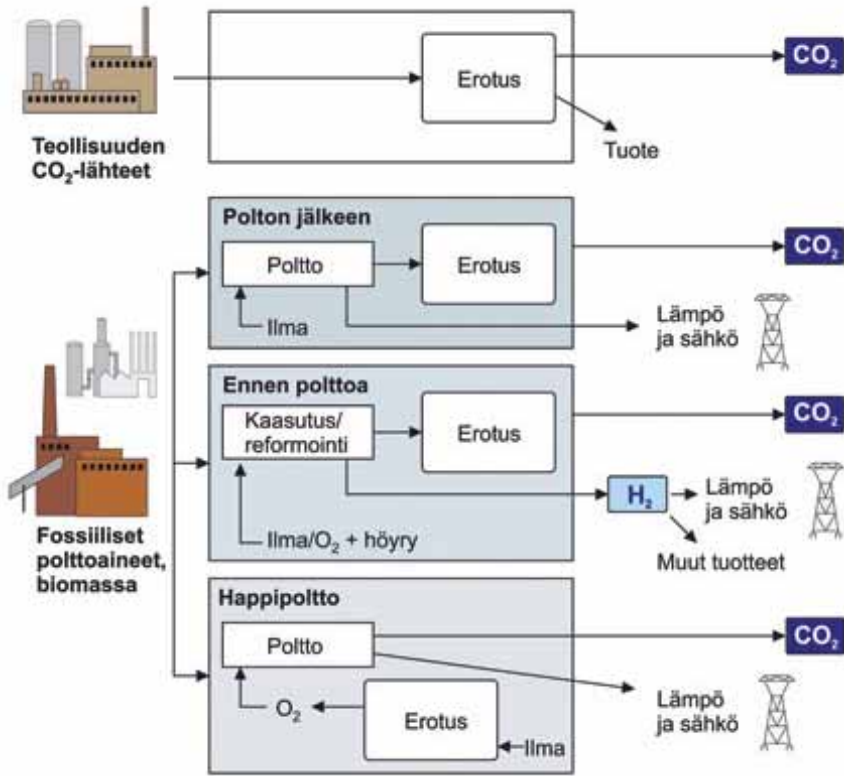 Erotus
CO₂
Tuote
Teollisuuden
CO₂-lähteet
Polton jälkeen
Poltto
Erotus
CO₂
Ilma
Lämpö
ja sähkö
Ennen polttoa
Kaasutus/
reformointi
Erotus
CO₂
H₂
Lämpö
ja sähkö
Ilma/O₂ + höyry
Muut tuotteet
Fossiiliset
polttoaineet,
biomassa
Happipoltto
Poltto
CO₂
O₂
Erotus
Ilma
Lämpö
ja sähkö